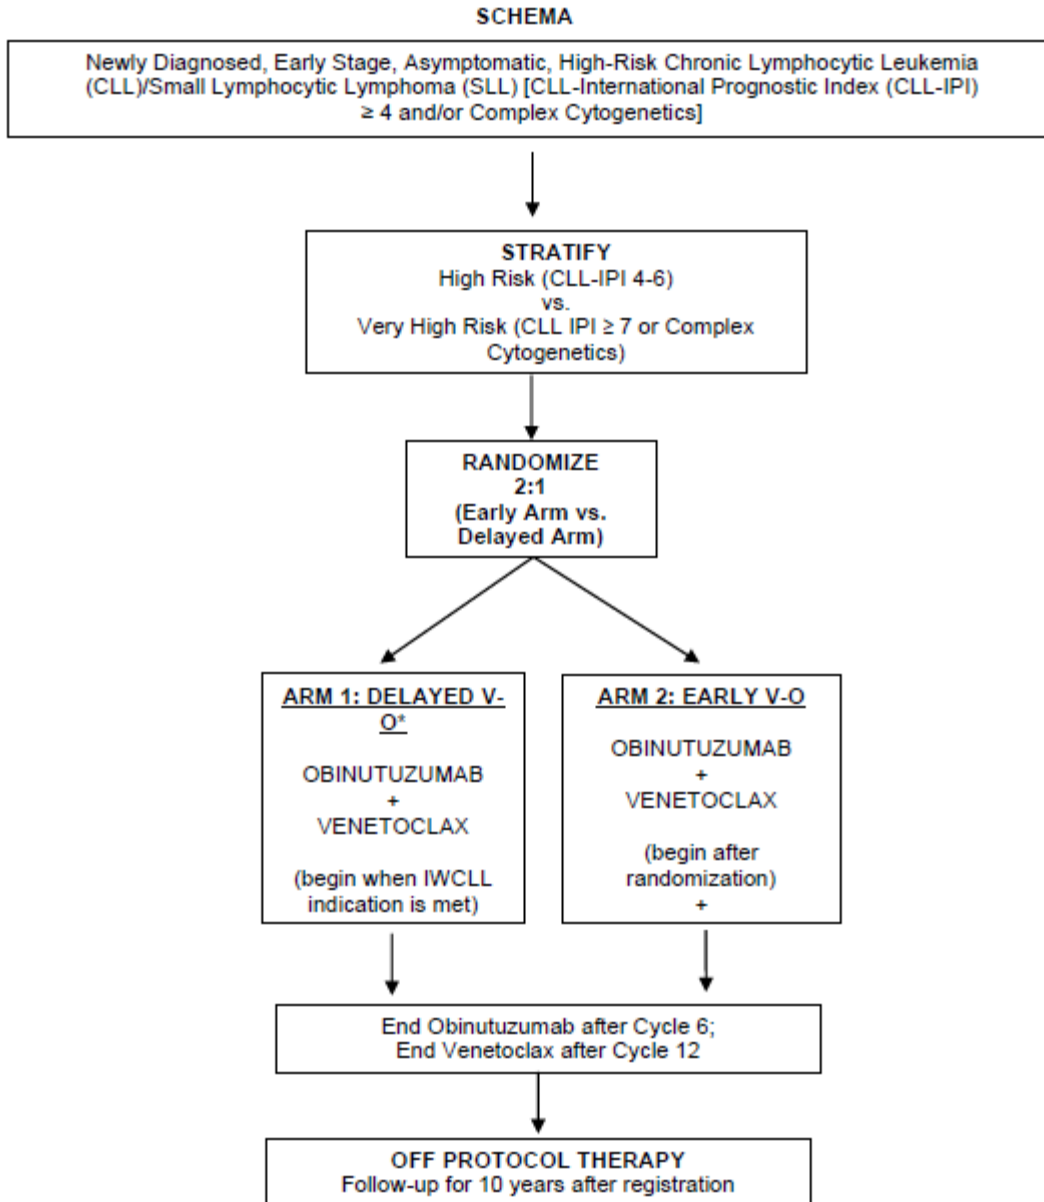 SCHEMA
Newly Diagnosed, Early Stage, Asymptomatic, High-Risk Chronic Lymphocytic Leukemia
(CLL)/Small Lymphocytic Lymphoma (SLL) [CLL-International Prognostic Index (CLL-IPI)
≥ 4 and/or Complex Cytogenetics]
STRATIFY
High Risk (CLL-IPI 4-6)
vs.
Very High Risk (CLL IPI ≥ 7 or Complex
Cytogenetics)
RANDOMIZE
2:1
(Early Arm vs.
Delayed Arm)
ARM 1: DELAYED V-
O*
OBINUTUZUMAB
+
VENETOCLAX
(begin when IWCLL
indication is met)
ARM 2: EARLY V-O
OBINUTUZUMAB
+
VENETOCLAX
(begin after
randomization)
+
End Obinutuzumab after Cycle 6;
End Venetoclax after Cycle 12
OFF PROTOCOL THERAPY
Follow-up for 10 years after registration